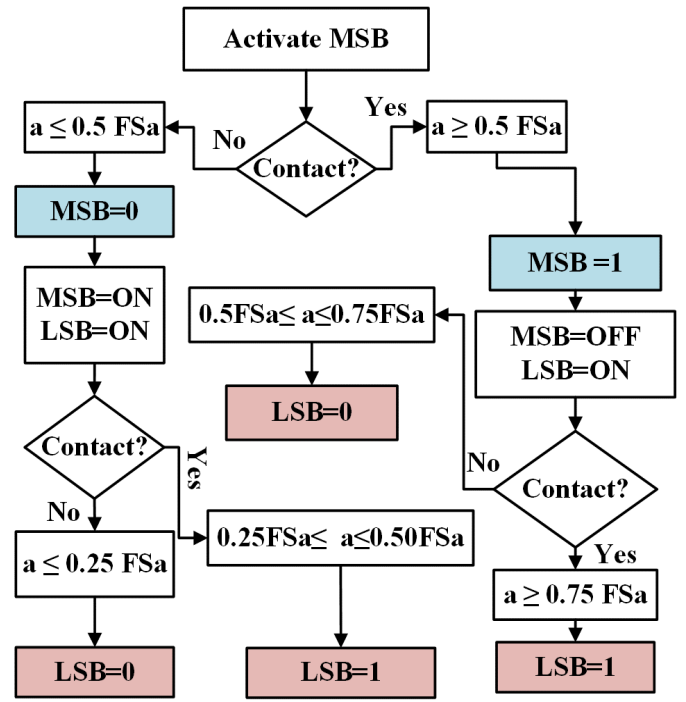 Activate MSB
Yes
a ≤ 0.5 FSa
No
a ≥ 0.5 FSa
Contact?
MSB=0
MSB =1
MSB=ON
LSB=ON
0.5FSa≤ a≤0.75FSa
MSB=OFF
LSB=ON
LSB=0
Contact?
Yes
No
Contact?
No
0.25FSa≤ a≤0.50FSa
Yes
a ≤ 0.25 FSa
a ≥ 0.75 FSa
LSB=0
LSB=1
LSB=1